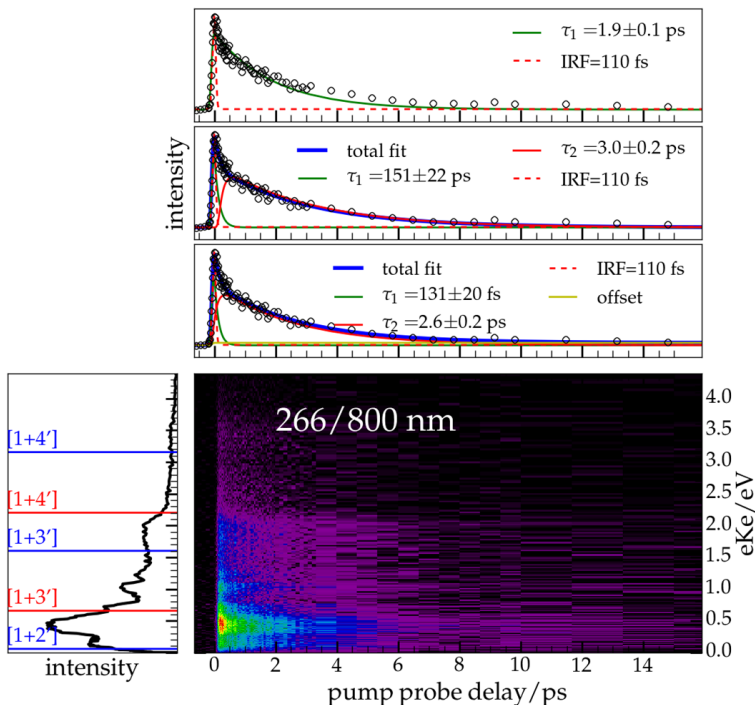 τ₁ =1.9±0.1 ps
IRF=110 fs
intensity
total fit
τ₁ =151±22 ps
τ₂ =3.0±0.2 ps
IRF=110 fs
total fit
τ₁ =131±20 fs
τ₂ =2.6±0.2 ps
IRF=110 fs
offset
[1+4']
[1+4']
[1+3']
[1+3']
[1+2']
intensity
266/800 nm
4.0
3.5
3.0
2.5
2.0
1.5
1.0
0.5
0.0
eKe/eV
0 2 4 6 8 10 12 14
pump probe delay/ps